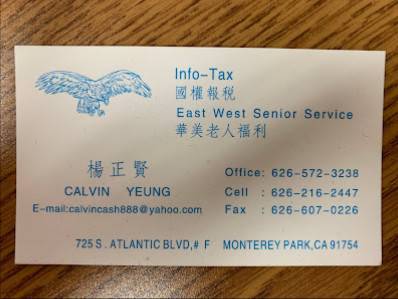 Info-Tax
國權報税
East West Senior Service
華美老人福利
楊正賢
CALVIN YEUNG
E-mail:calvincash888@yahoo.com
Office: 626-572-3238
Cell : 626-216-2447
Fax : 626-607-0226
725 S. ATLANTIC BLVD,# F MONTEREY PARK,CA 91754